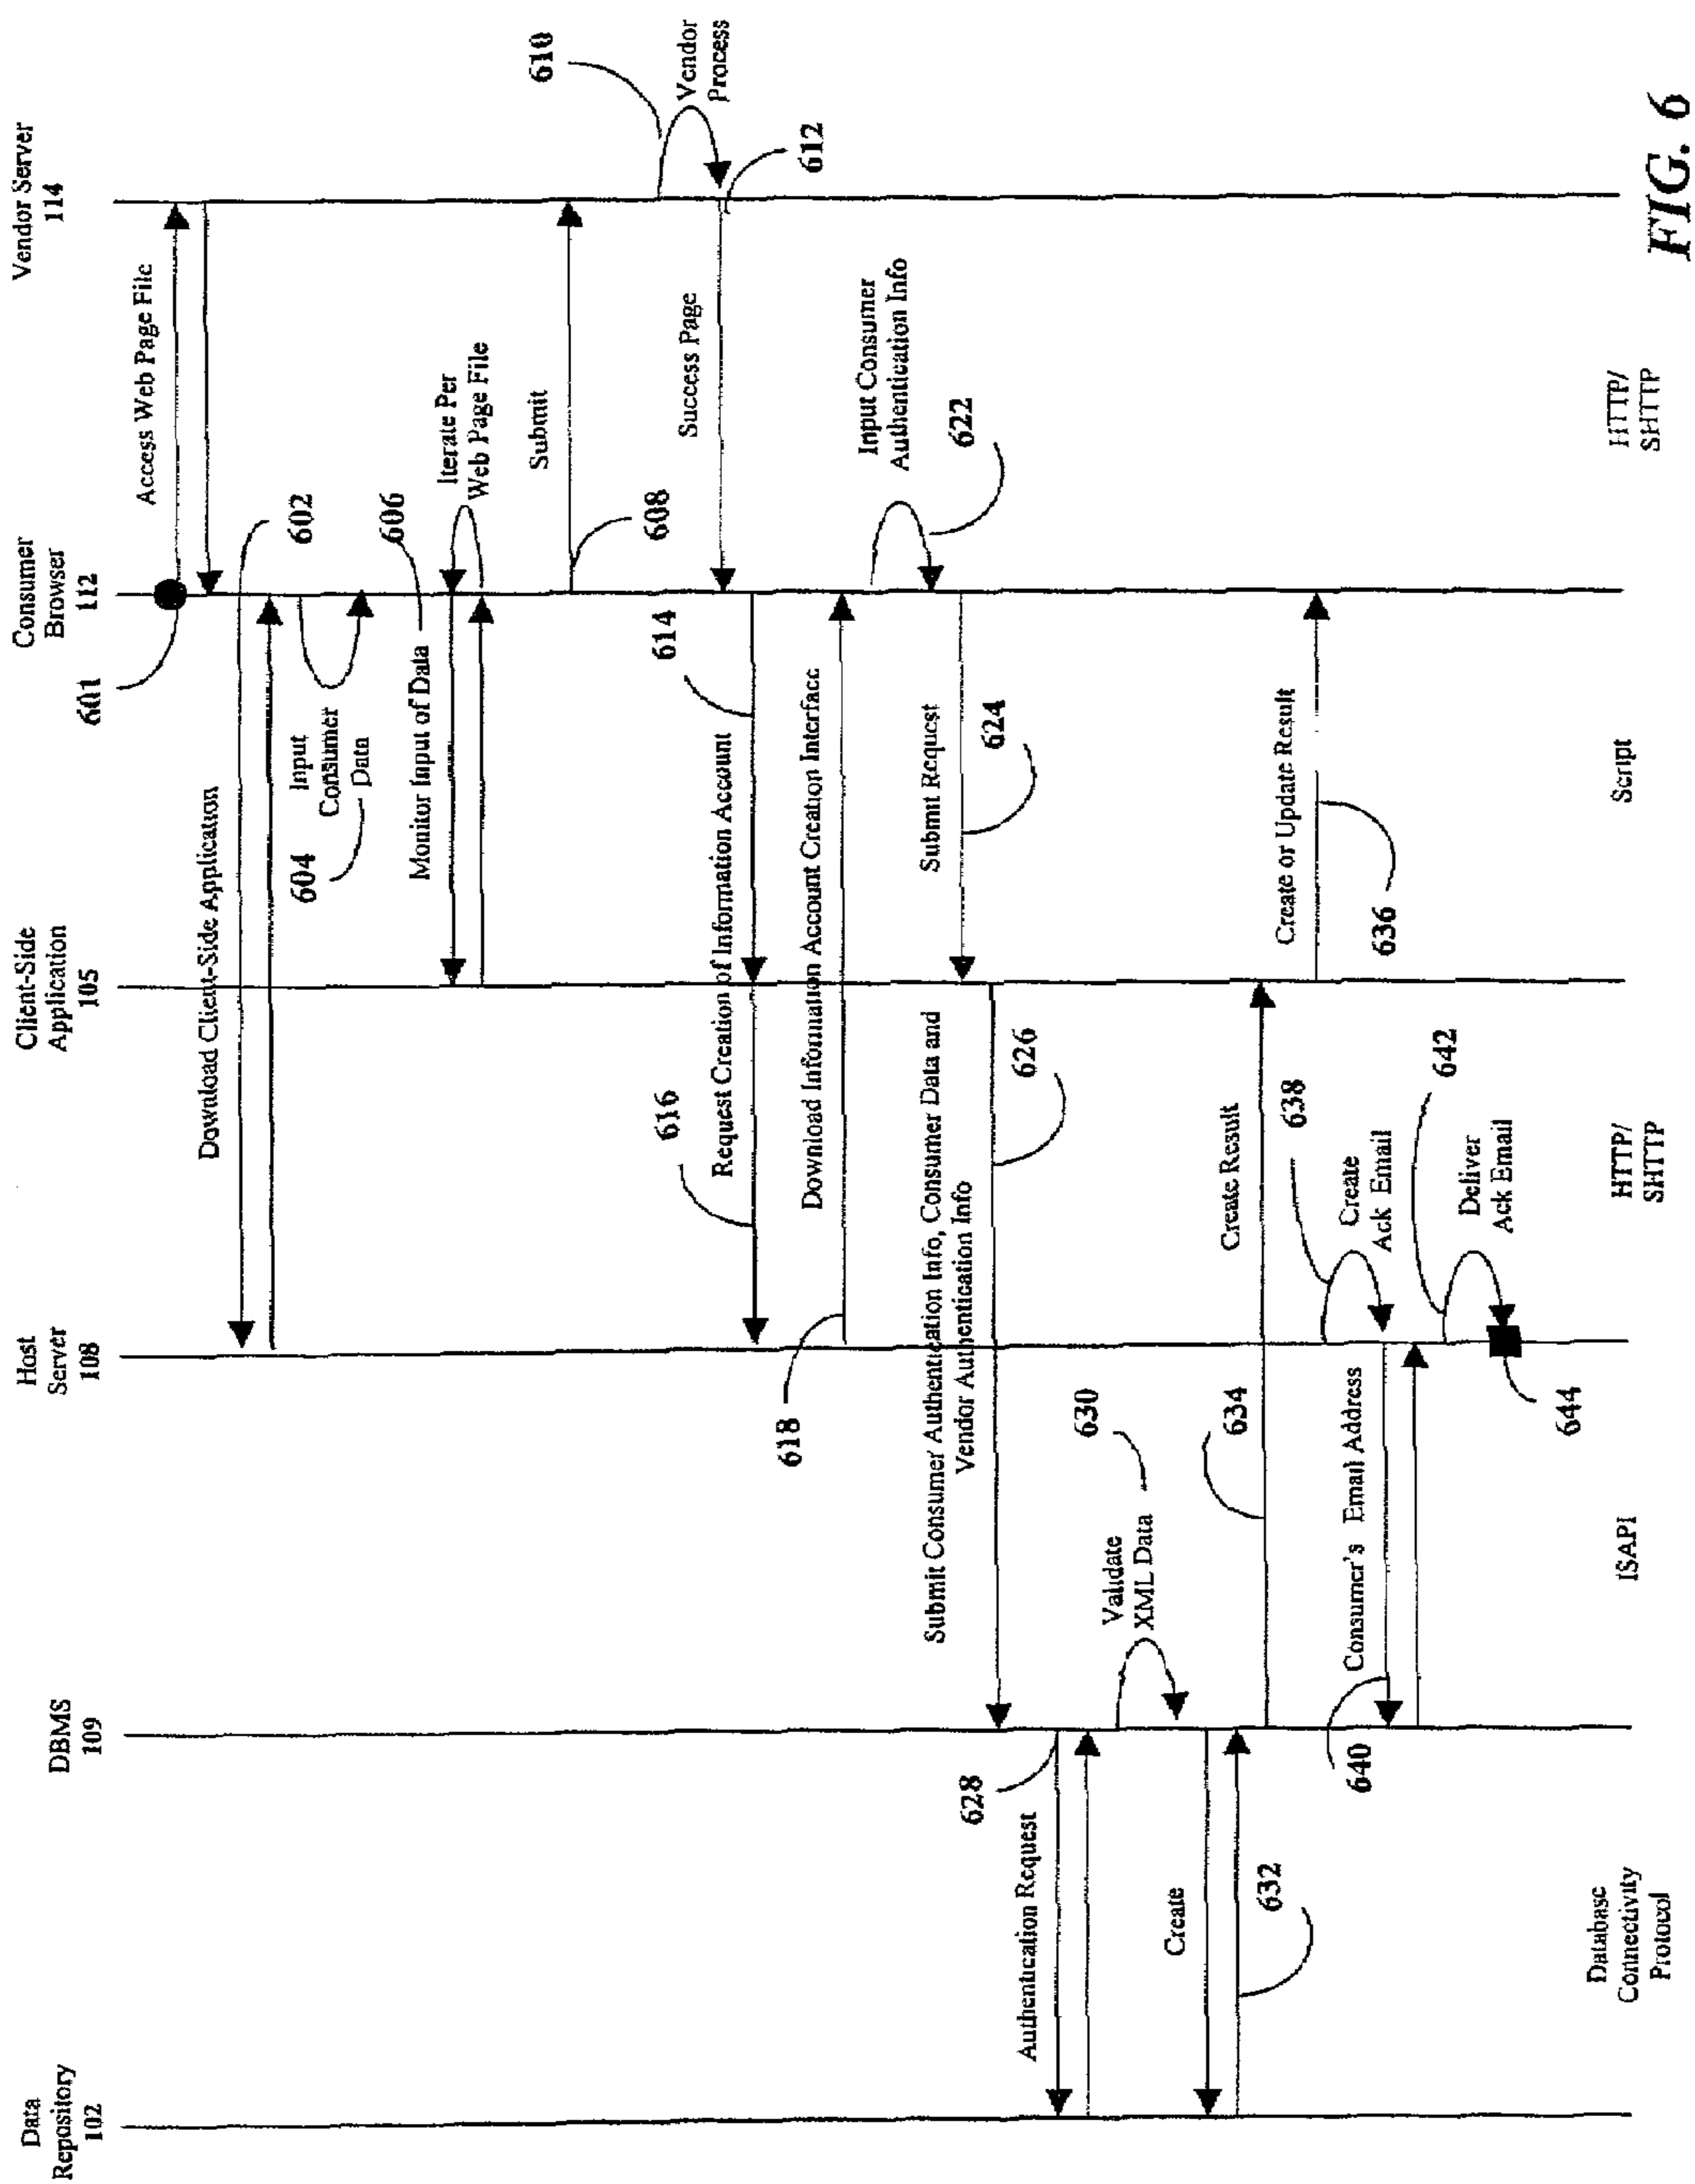 Data
Repository
102
DBMS
109
Host
Server
108
Client-Side
Application
105
Consumer
Browser
112
Vendor Server
114
601
Access Web Page File
Download Client-Side Application
602
Input
Consumer
Data
604
606
Monitor Input of Data
Iterate Per
Web Page File
Submit
608
610
Vendor
Process
Success Page
612
614
616
Request Creation of Information Account
618
Download Information Account Creation Interface
Input Consumer
Authentication Info
622
Submit Request
624
Submit Consumer Authentication Info, Consumer Data and
Vendor Authentication Info
626
628
Authentication Request
630
Validate
XML Data
Create
632
634
Create Result
Create or Update Result
636
638
Create
Ack Email
Consumer's Email Address
640
642
Deliver
Ack Email
644
Database
Connectivity
Protocol
ISAPI
HTTP/
SHTTP
Script
HTTP/
SHTTP
FIG. 6